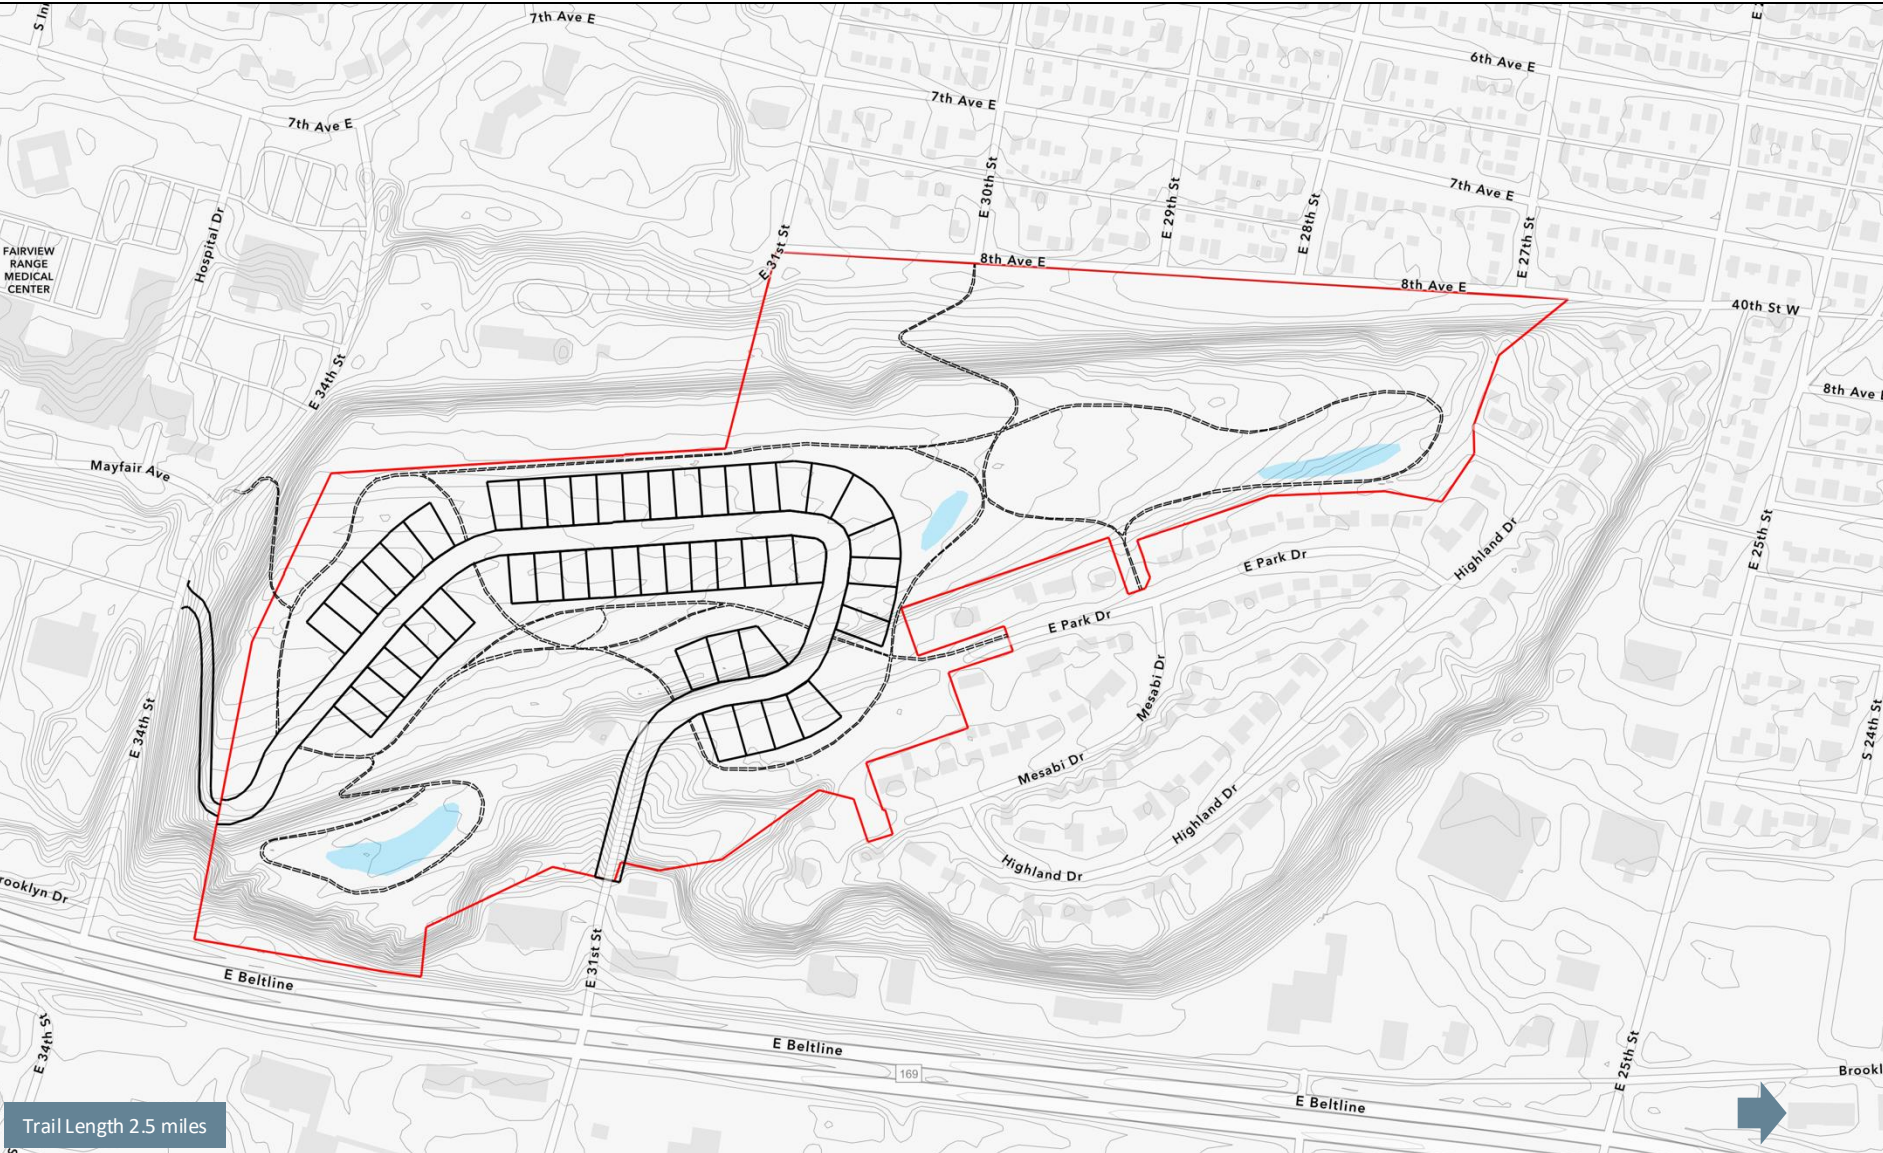 7th Ave E
6th Ave E
7th Ave E
7th Ave E
E 30th St
E 29th St
E 28th St
7th Ave E
E 27th St
Hospital Dr
FAIRVIEW
RANGE
MEDICAL
CENTER
E 31st St
8th Ave E
8th Ave E
40th St W
E 34th St
8th Ave E
Mayfair Ave
E 25th St
Highland Dr
E Park Dr
E Park Dr
Mesabi Dr
E 34th St
S 24th St
Mesabi Dr
Highland Dr
Highland Dr
rooklyn Dr
E 31st St
E Beltline
E 34th St
E Beltline
169
E 25th St
Brookl
E Beltline
Trail Length 2.5 miles